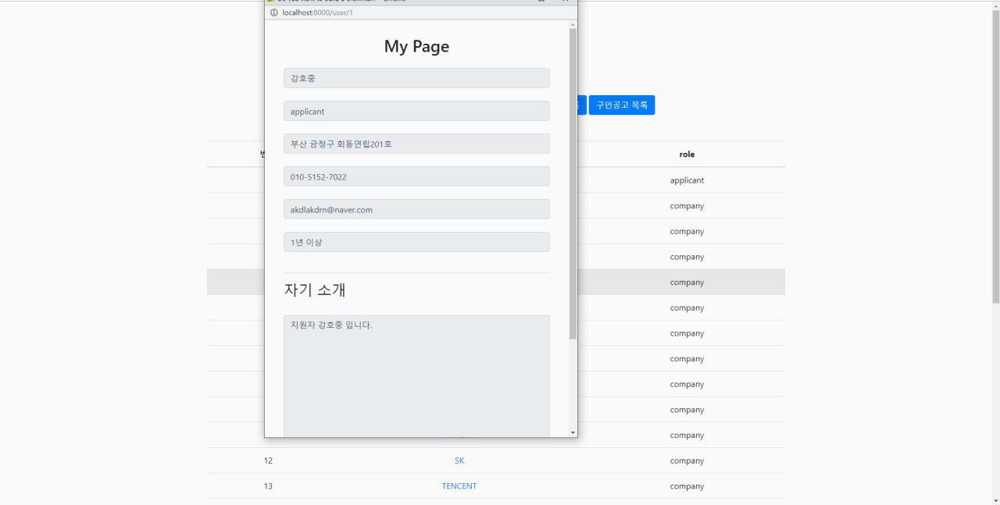 localhost:8000/user/1
My Page
강호중
applicant
부산 금정구 회동연립201호
010-5152-7022
akdlakdrn@naver.com
1년 이상
자기 소개
지원자 강호중 입니다.
구인공고 목록
role
applicant
company
company
company
company
company
company
company
company
company
company
12 SK company
13 TENCENT company